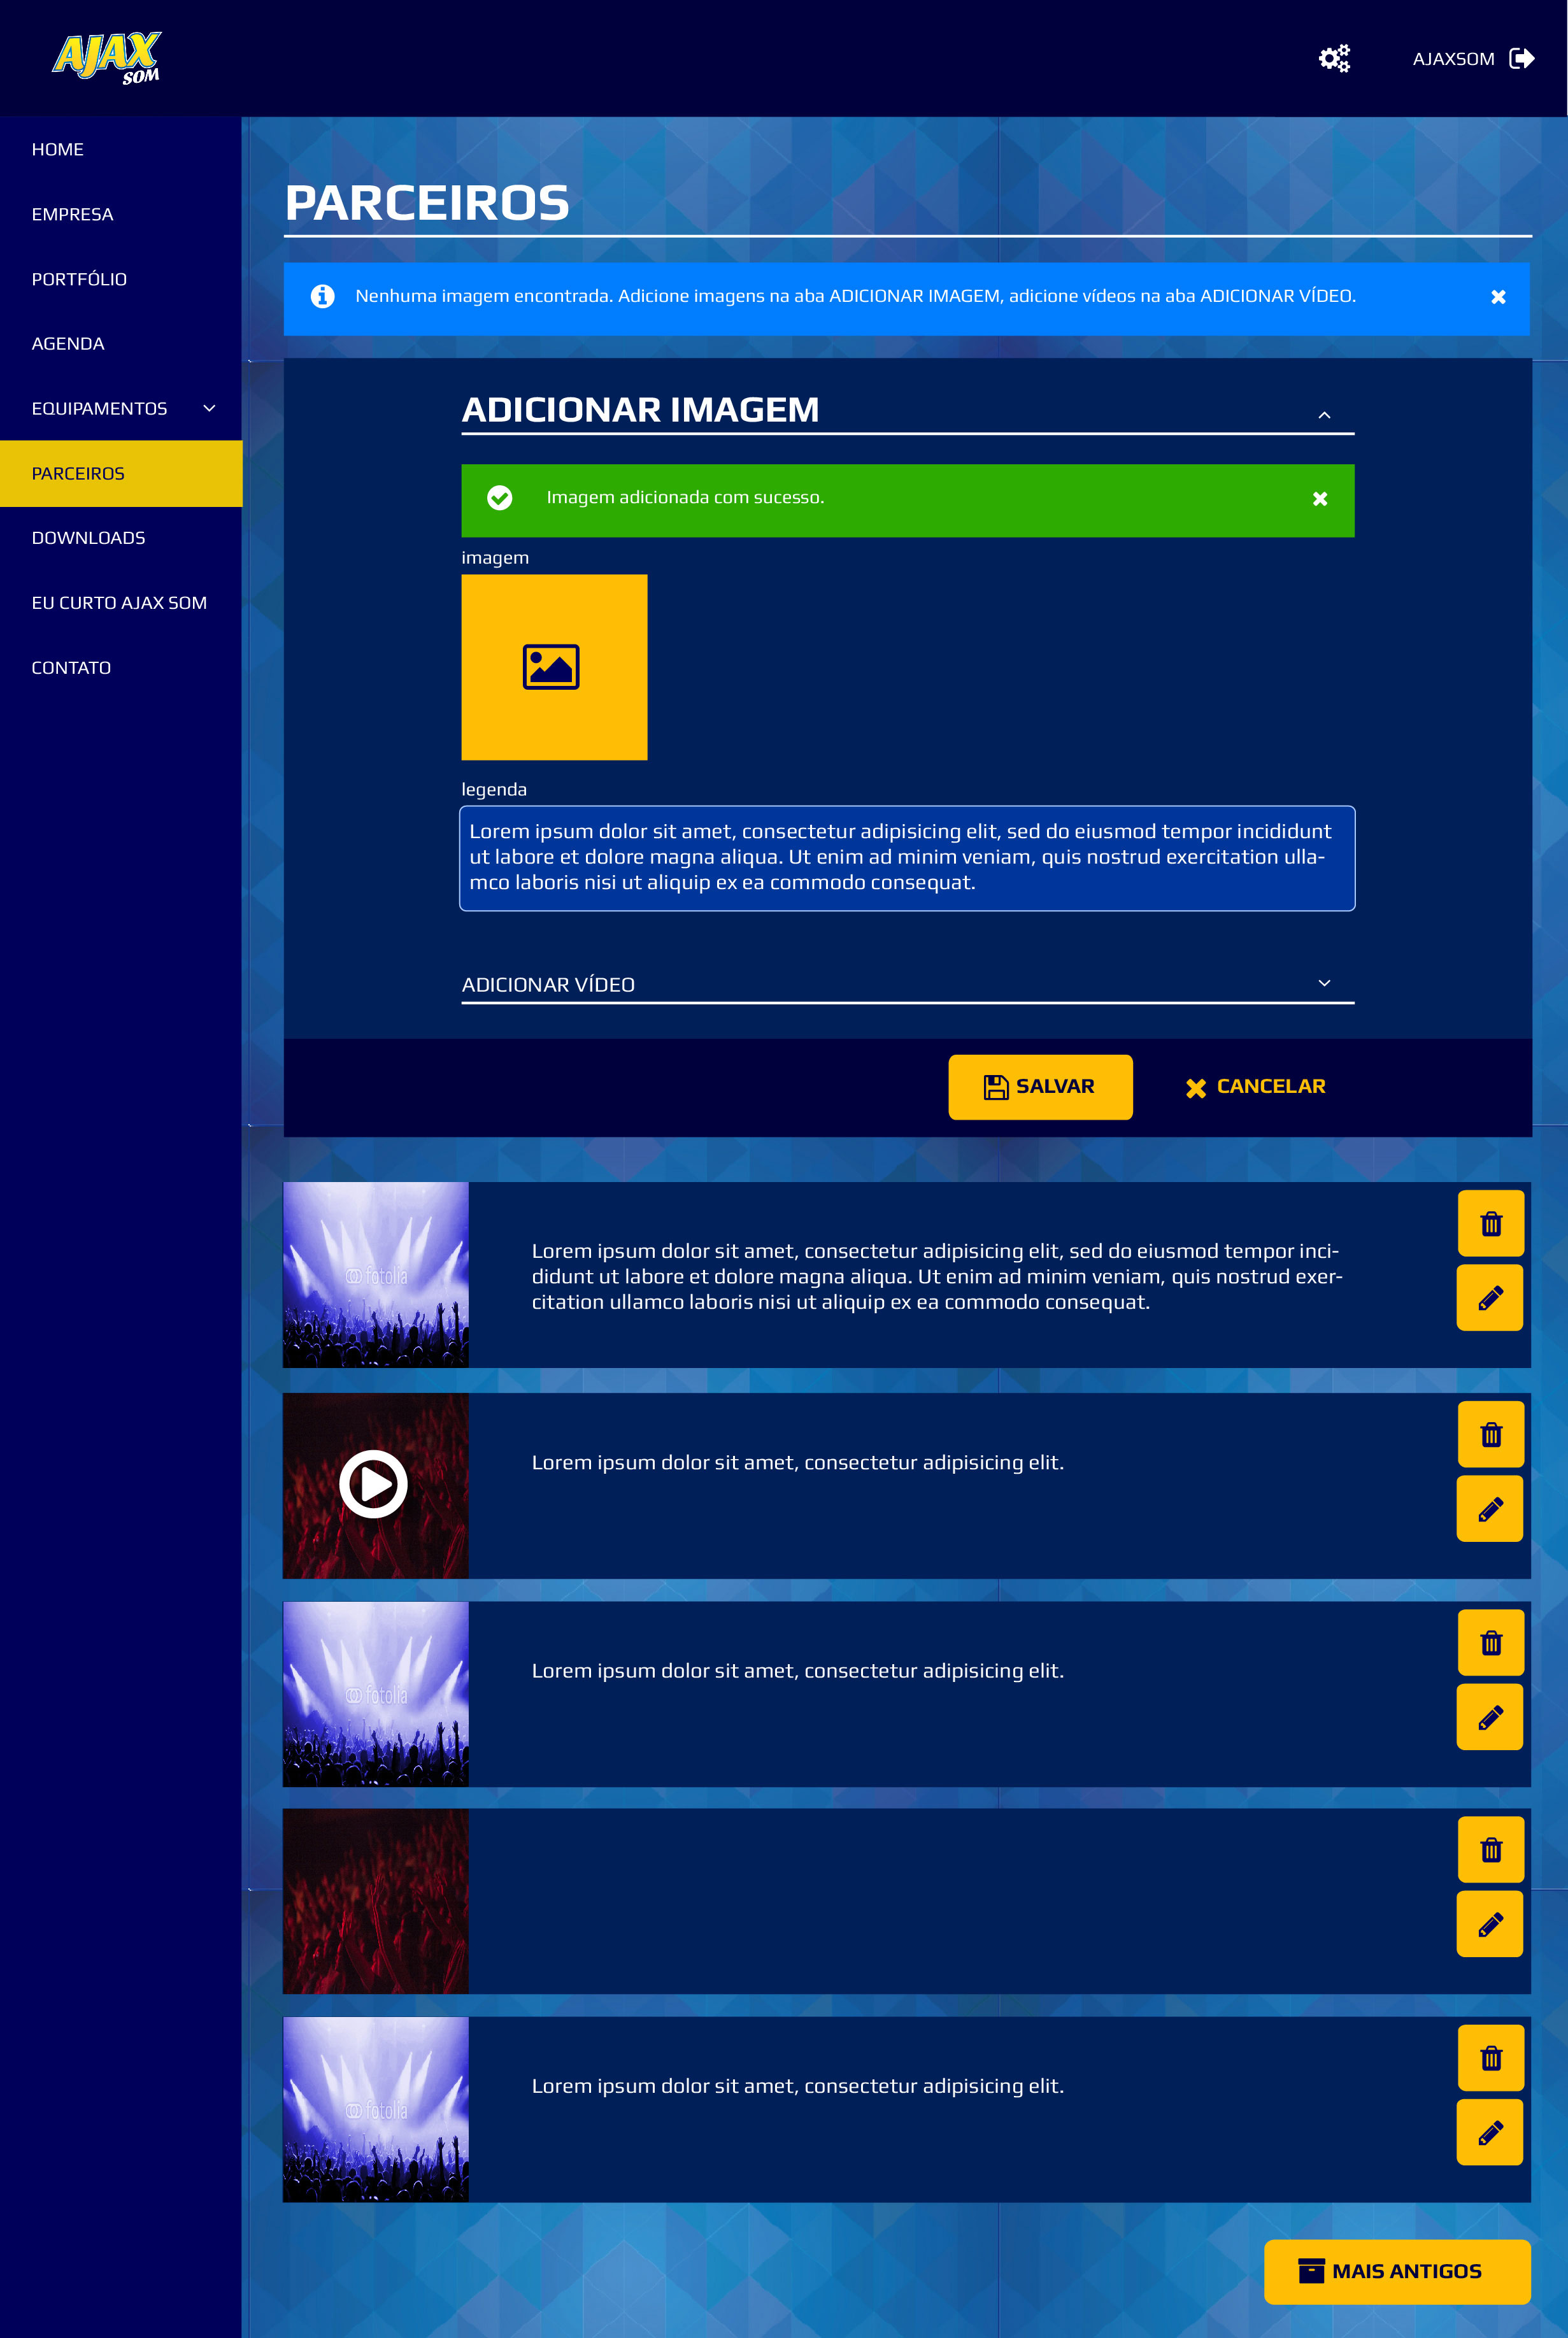 AJAX
SOM
AJAXSOM
HOME
EMPRESA
PORTFÓLIO
AGENDA
EQUIPAMENTOS
PARCEIROS
DOWNLOADS
EU CURTO AJAX SOM
CONTATO
PARCEIROS
Nenhuma imagem encontrada. Adicione imagens na aba ADICIONAR IMAGEM, adicione vídeos na aba ADICIONAR VÍDEO.
ADICIONAR IMAGEM
Imagem adicionada com sucesso.
imagem
legenda
Lorem ipsum dolor sit amet, consectetur adipisicing elit, sed do eiusmod tempor incididunt
ut labore et dolore magna aliqua. Ut enim ad minim veniam, quis nostrud exercitation ulla-
mco laboris nisi ut aliquip ex ea commodo consequat.
ADICIONAR VÍDEO
SALVAR
CANCELAR
fotolia
Lorem ipsum dolor sit amet, consectetur adipisicing elit, sed do eiusmod tempor inci-
didunt ut labore et dolore magna aliqua. Ut enim ad minim veniam, quis nostrud exer-
citation ullamco laboris nisi ut aliquip ex ea commodo consequat.
Lorem ipsum dolor sit amet, consectetur adipisicing elit.
fotolia
Lorem ipsum dolor sit amet, consectetur adipisicing elit.
fotolia
Lorem ipsum dolor sit amet, consectetur adipisicing elit.
MAIS ANTIGOS